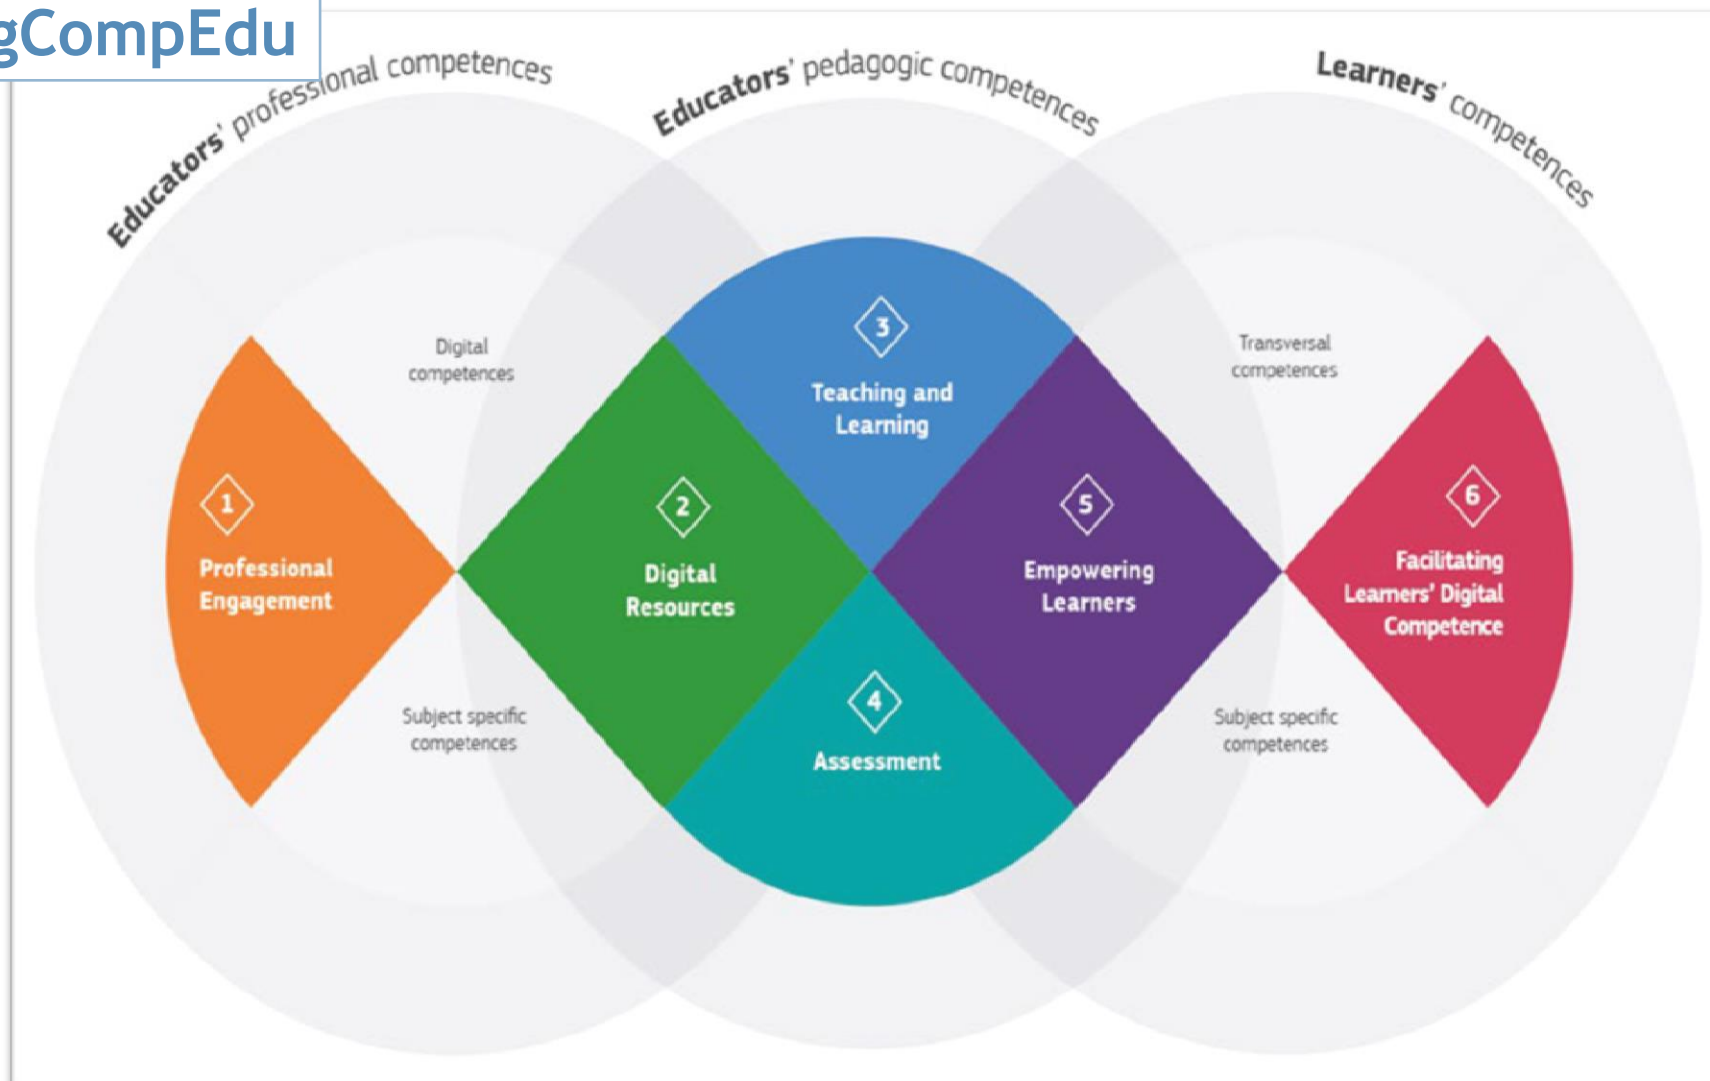 gCompEdu
Educators' professional competences
Educators' pedagogic competences
Learners' competences
Digital
competences
Subject specific
competences
1
Professional
Engagement
2
Digital
Resources
3
Teaching and
Learning
4
Assessment
5
Empowering
Learners
Transversal
competences
Subject specific
competences
6
Facilitating
Learners' Digital
Competence